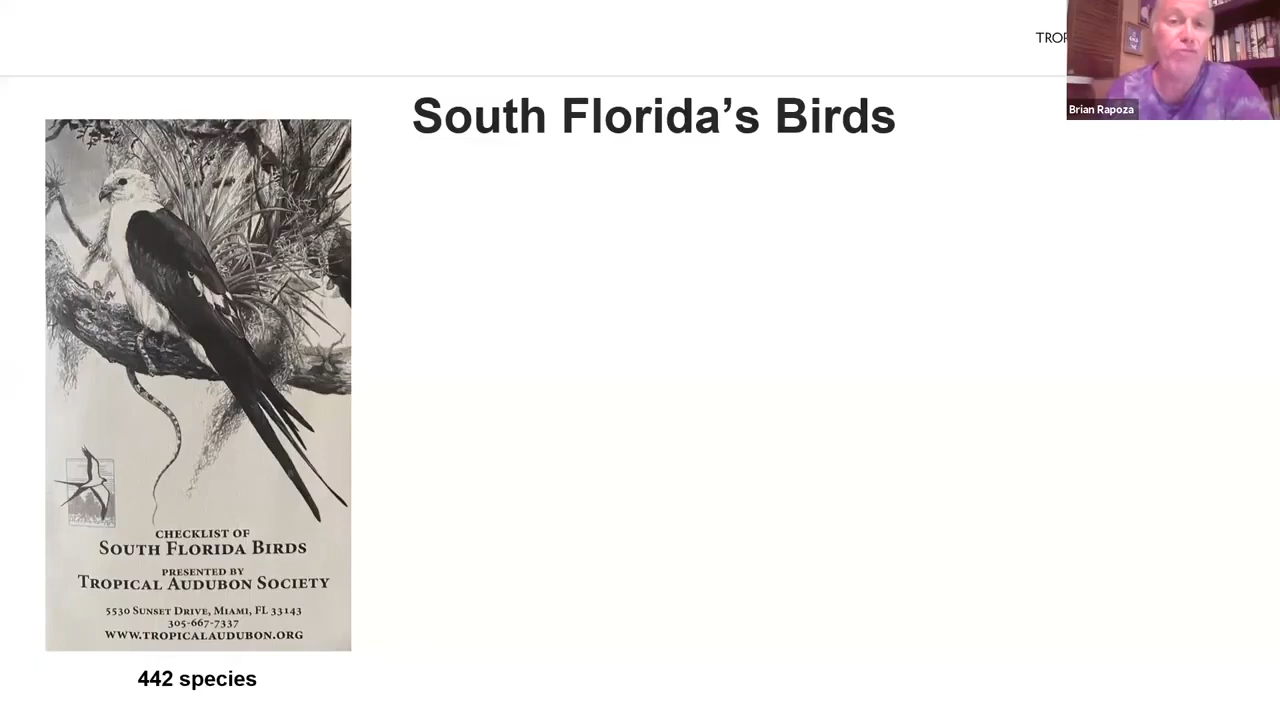 TROP
Brian Rapoza
South Florida's Birds
CHECKLIST OF
SOUTH FLORIDA BIRDS
PRESENTED BY
TROPICAL AUDUBON SOCIETY
5530 SUNSET DRIVE, MIAMI, FL 33143
305-667-7337
WWW.TROPICALAUDUBON.ORG
442 species